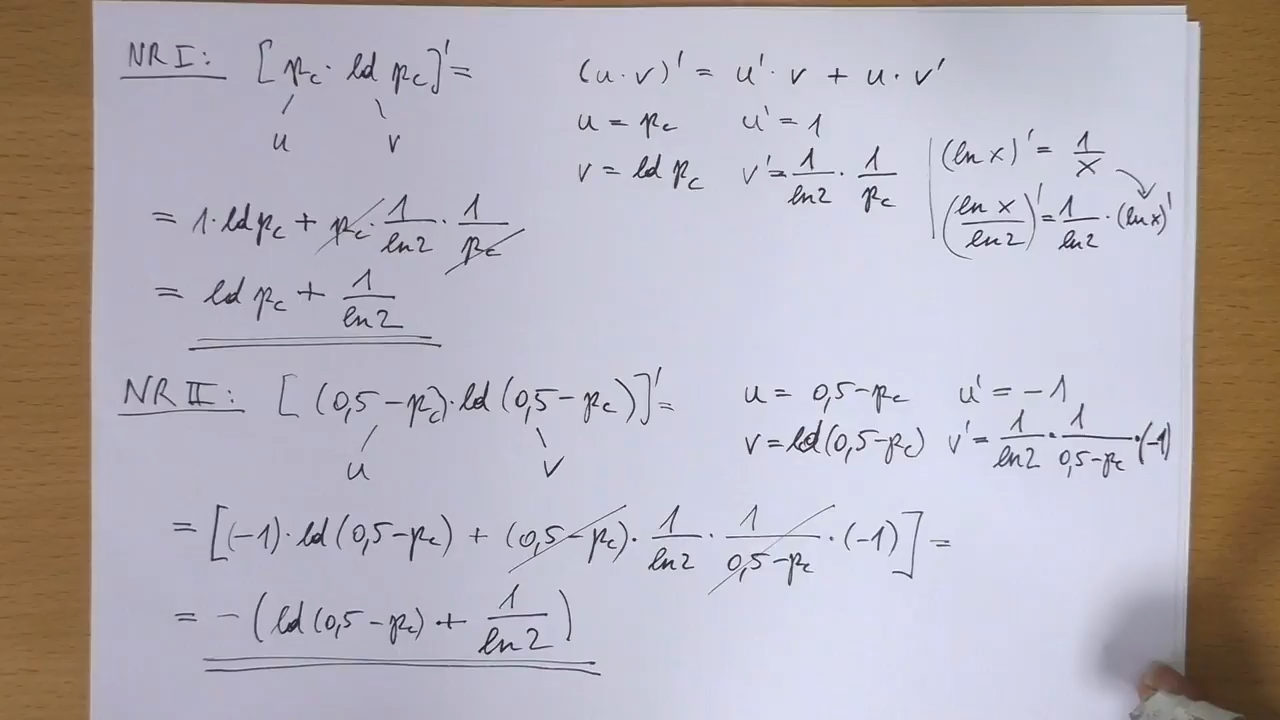 NR I: [p_c · ld p_c]' = (u · v)' = u' · v + u · v'
u v
u = p_c u' = 1
v = ld p_c v' = 1/ln2 · 1/p_c
(ln x)' = 1/x
(ln x/ln2)' = 1/ln2 · (ln x)'
= 1 · ld p_c + p_c · 1/ln2 · 1/p_c
= ld p_c + 1/ln2
NR II: [(0,5 − p_c) · ld (0,5 − p_c)]' =
u v
u = 0,5 − p_c u' = −1
v = ld(0,5 − p_c) v' = 1/ln2 · 1/0,5 − p_c · (−1)
= [(−1) · ld (0,5 − p_c) + (0,5 − p_c) · 1/ln2 · 1/0,5 − p_c · (−1)] =
= −(ld (0,5 − p_c) + 1/ln2)